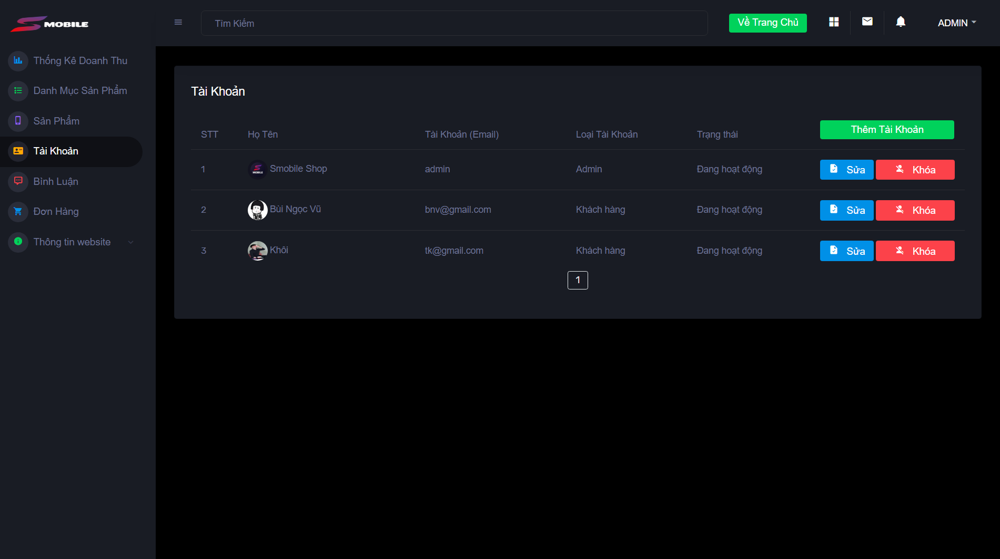 MOBILE
Tìm Kiếm
Về Trang Chủ
ADMIN
Thống Kê Doanh Thu
Danh Mục Sản Phẩm
Sản Phẩm
Tài Khoản
Bình Luận
Đơn Hàng
Thông tin website
Tài Khoản
STT Họ Tên Tài Khoản (Email) Loại Tài Khoản Trạng thái Thêm Tài Khoản
1 MOBILE Smobile Shop admin Admin Đang hoạt động Sửa Khóa
2 Bùi Ngọc Vũ bnv@gmail.com Khách hàng Đang hoạt động Sửa Khóa
3 Khôi tk@gmail.com Khách hàng Đang hoạt động Sửa Khóa
1